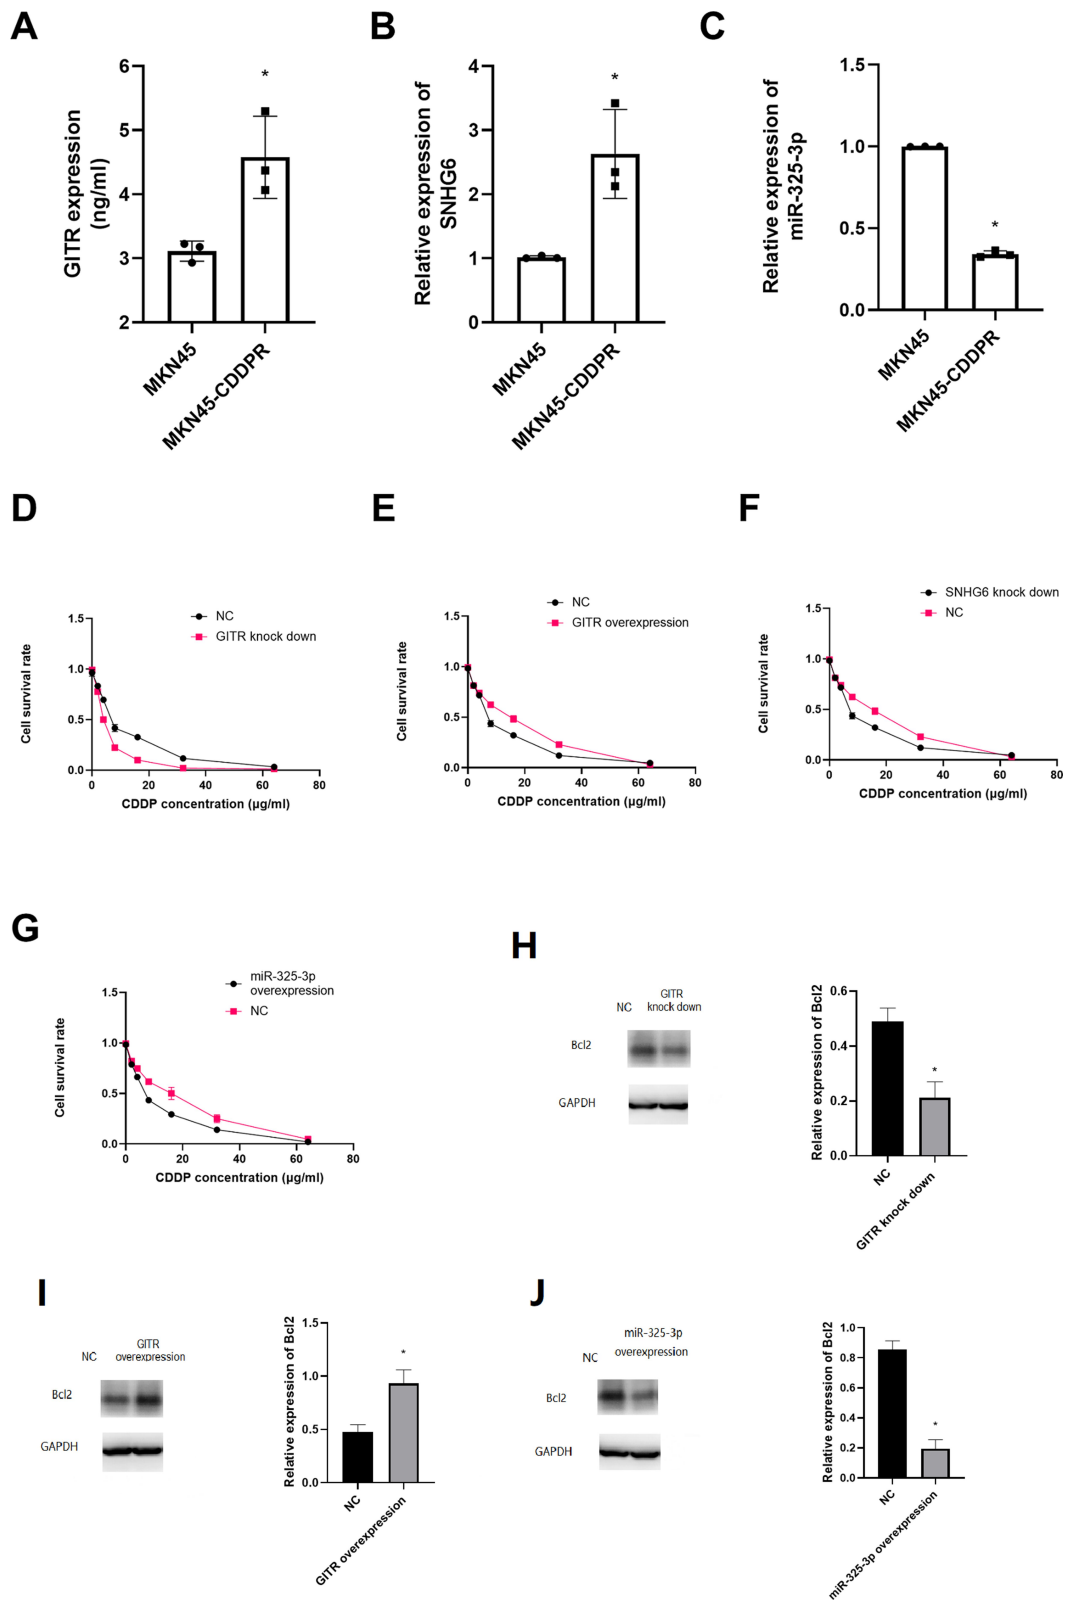 A
GITR expression
(ng/ml)
6
5
4
3
2
*
MKN45
MKN45-CDDPR
B
Relative expression of
SNHG6
4
3
2
1
0
*
MKN45
MKN45-CDDPR
C
Relative expression of
miR-325-3p
1.5
1.0
0.5
0.0
*
MKN45
MKN45-CDDPR
D
NC
GITR knock down
Cell survival rate
1.5
1.0
0.5
0.0
0 20 40 60 80
CDDP concentration (μg/ml)
E
NC
GITR overexpression
Cell survival rate
1.5
1.0
0.5
0.0
0 20 40 60 80
CDDP concentration (μg/ml)
F
SNHG6 knock down
NC
Cell survival rate
1.5
1.0
0.5
0.0
0 20 40 60 80
CDDP concentration (μg/ml)
G
miR-325-3p
overexpression
NC
Cell survival rate
1.5
1.0
0.5
0.0
0 20 40 60 80
CDDP concentration (μg/ml)
H
NC
GITR
knock down
Bcl2
GAPDH
Relative expression of Bcl2
0.6
0.4
0.2
0.0
*
NC
GITR knock down
I
NC
GITR
overexpression
Bcl2
GAPDH
Relative expression of Bcl2
1.5
1.0
0.5
0.0
*
NC
GITR overexpression
J
NC
miR-325-3p
overexpression
Bcl2
GAPDH
Relative expression of Bcl2
1.0
0.8
0.6
0.4
0.2
0.0
*
NC
miR-325-3p overexpression